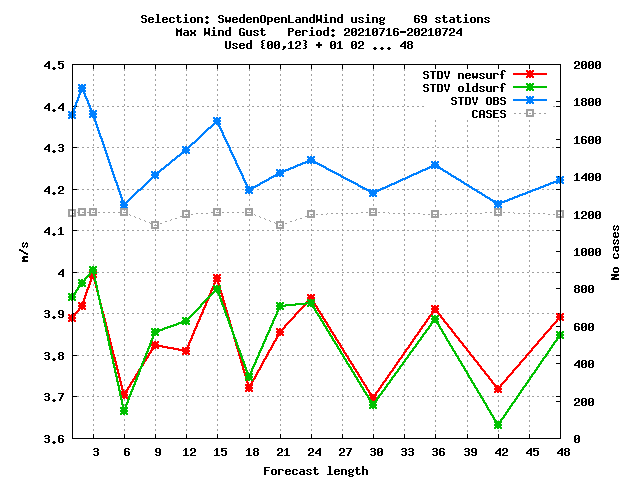 Selection: SwedenOpenLandWind using    69 stations
Max Wind Gust   Period: 20210716-20210724
Used {00,12} + 01 02 ... 48
4.5
4.4
4.3
4.2
4.1
4
3.9
3.8
3.7
3.6
m/s
2000
1800
1600
1400
1200
1000
800
600
400
200
0
No cases
STDV newsurf
STDV oldsurf
STDV OBS
CASES
3 6 9 12 15 18 21 24 27 30 33 36 39 42 45 48
Forecast length